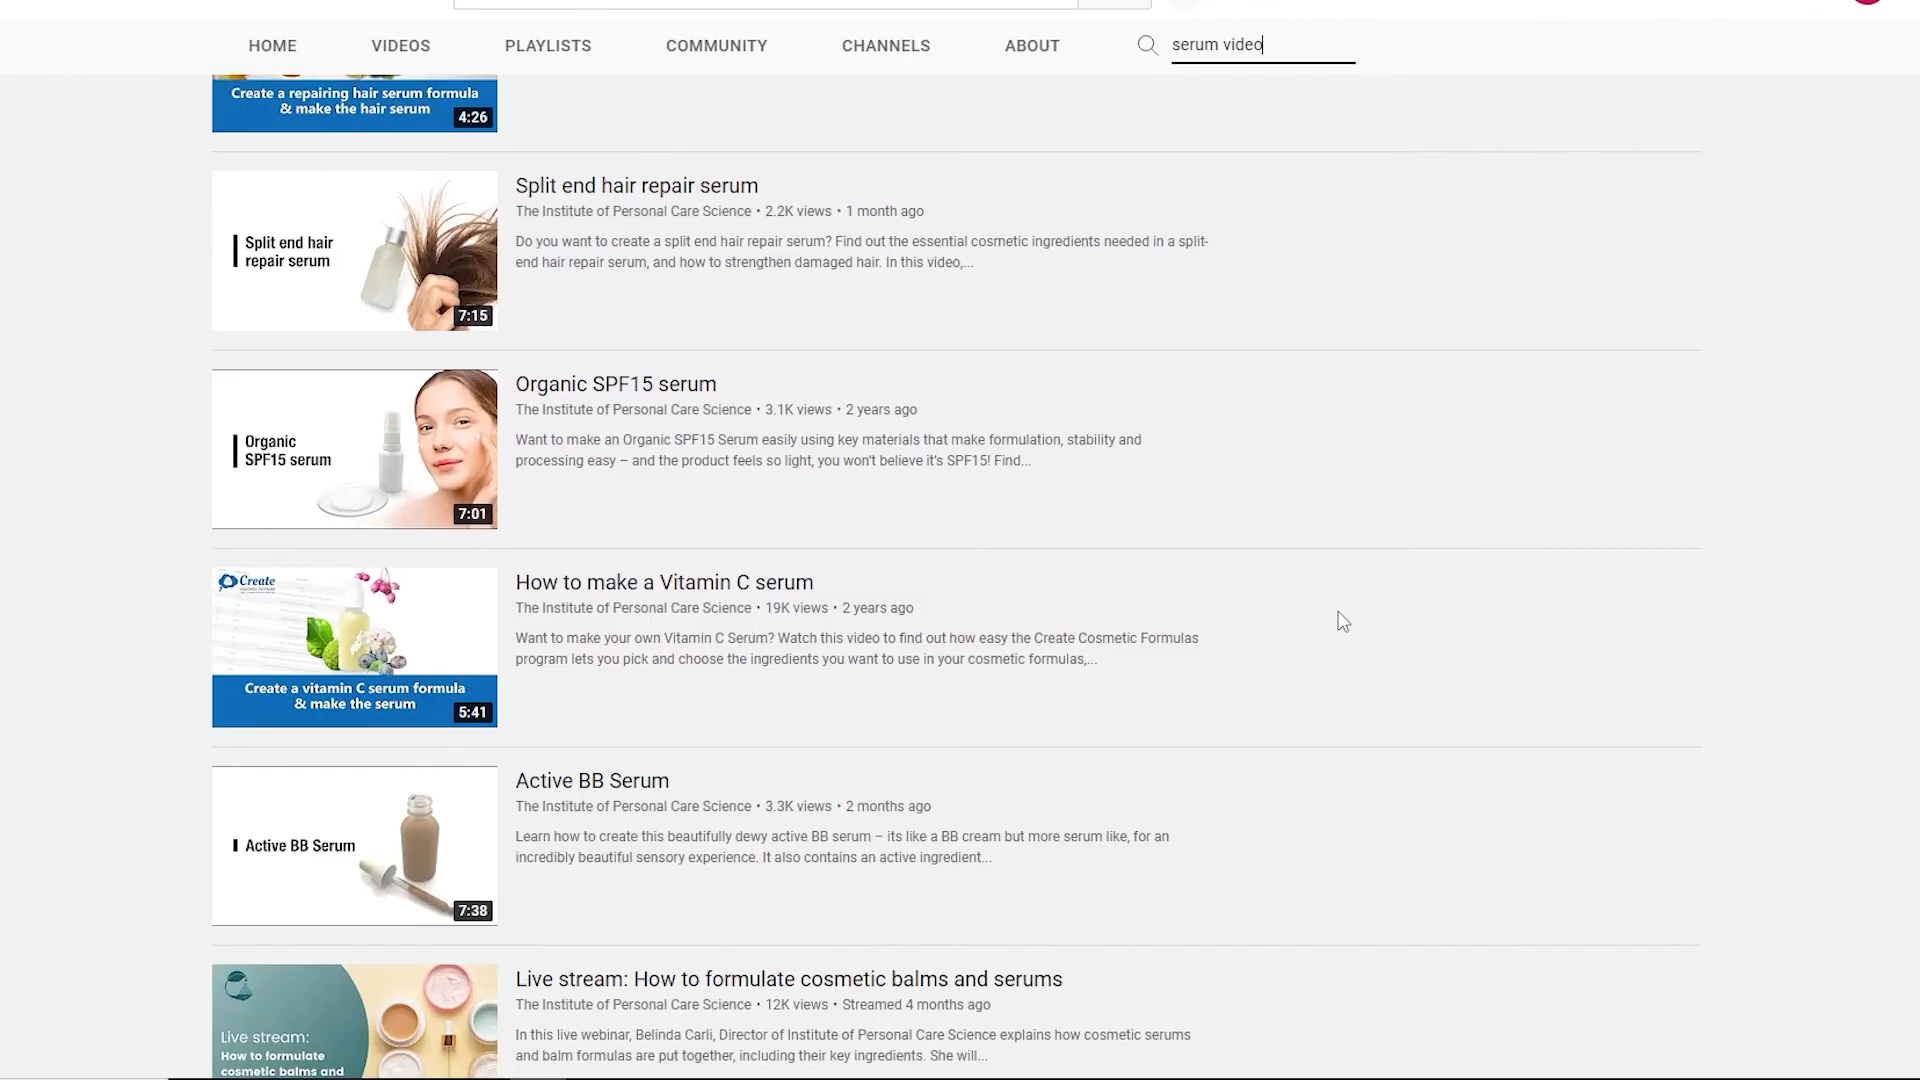 HOME VIDEOS PLAYLISTS COMMUNITY CHANNELS ABOUT serum video
Create a repairing hair serum formula
& make the hair serum
4:26
Split end hair
repair serum
7:15
Split end hair repair serum
The Institute of Personal Care Science • 2.2K views • 1 month ago
Do you want to create a split end hair repair serum? Find out the essential cosmetic ingredients needed in a split-
end hair repair serum, and how to strengthen damaged hair. In this video,...
Organic
SPF15 serum
7:01
Organic SPF15 serum
The Institute of Personal Care Science • 3.1K views • 2 years ago
Want to make an Organic SPF15 Serum easily using key materials that make formulation, stability and
processing easy – and the product feels so light, you won't believe it's SPF15! Find...
Create
Create a vitamin C serum formula
& make the serum
5:41
How to make a Vitamin C serum
The Institute of Personal Care Science • 19K views • 2 years ago
Want to make your own Vitamin C Serum? Watch this video to find out how easy the Create Cosmetic Formulas
program lets you pick and choose the ingredients you want to use in your cosmetic formulas,...
Active BB Serum
7:38
Active BB Serum
The Institute of Personal Care Science • 3.3K views • 2 months ago
Learn how to create this beautifully dewy active BB serum – its like a BB cream but more serum like, for an
incredibly beautiful sensory experience. It also contains an active ingredient...
Live stream:
How to formulate
cosmetic balms and
Live stream: How to formulate cosmetic balms and serums
The Institute of Personal Care Science • 12K views • Streamed 4 months ago
In this live webinar, Belinda Carli, Director of Institute of Personal Care Science explains how cosmetic serums
and balm formulas are put together, including their key ingredients. She will...